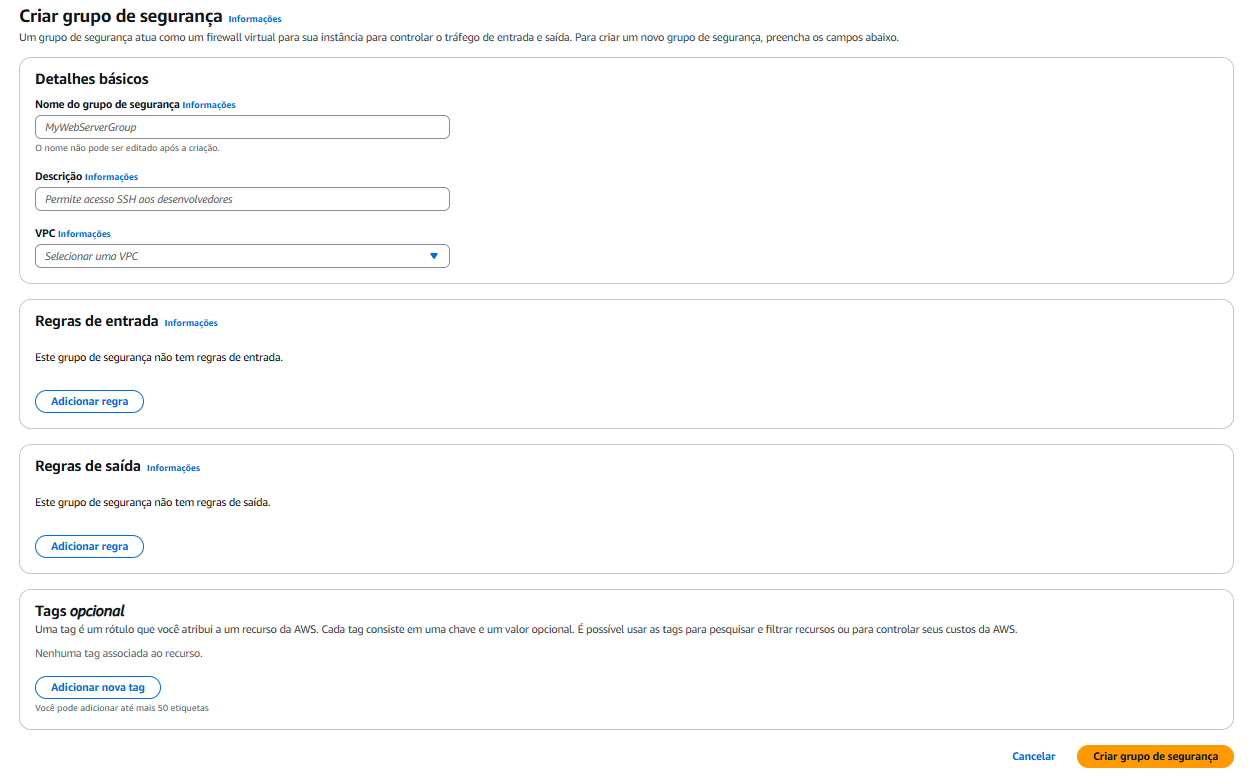 Criar grupo de segurança Informações
Um grupo de segurança atua como um firewall virtual para sua instância para controlar o tráfego de entrada e saída. Para criar um novo grupo de segurança, preencha os campos abaixo.
Detalhes básicos
Nome do grupo de segurança Informações
MyWebServerGroup
O nome não pode ser editado após a criação.
Descrição Informações
Permite acesso SSH aos desenvolvedores
VPC Informações
Selecionar uma VPC
Regras de entrada Informações
Este grupo de segurança não tem regras de entrada.
Adicionar regra
Regras de saída Informações
Este grupo de segurança não tem regras de saída.
Adicionar regra
Tags opcional
Uma tag é um rótulo que você atribui a um recurso da AWS. Cada tag consiste em uma chave e um valor opcional. É possível usar as tags para pesquisar e filtrar recursos ou para controlar seus custos da AWS.
Nenhuma tag associada ao recurso.
Adicionar nova tag
Você pode adicionar até mais 50 etiquetas
Cancelar Criar grupo de segurança